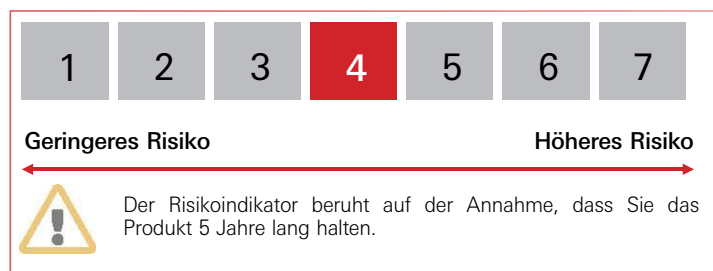 1 2 3 4 5 6 7
Geringeres Risiko Höheres Risiko
Der Risikoindikator beruht auf der Annahme, dass Sie das
Produkt 5 Jahre lang halten.